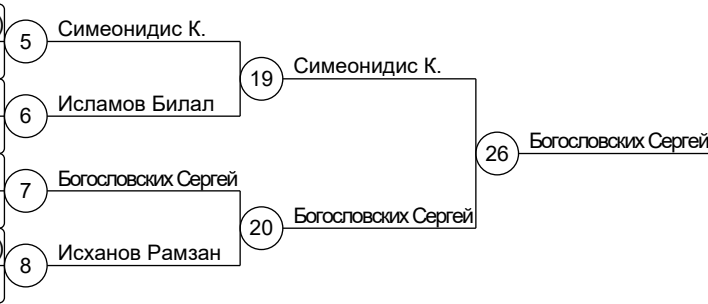 5 Симеонидис К.
19 Симеонидис К.
6 Исламов Билал
26 Богословских Сергей
7 Богословских Сергей
20 Богословских Сергей
8 Исханов Рамзан